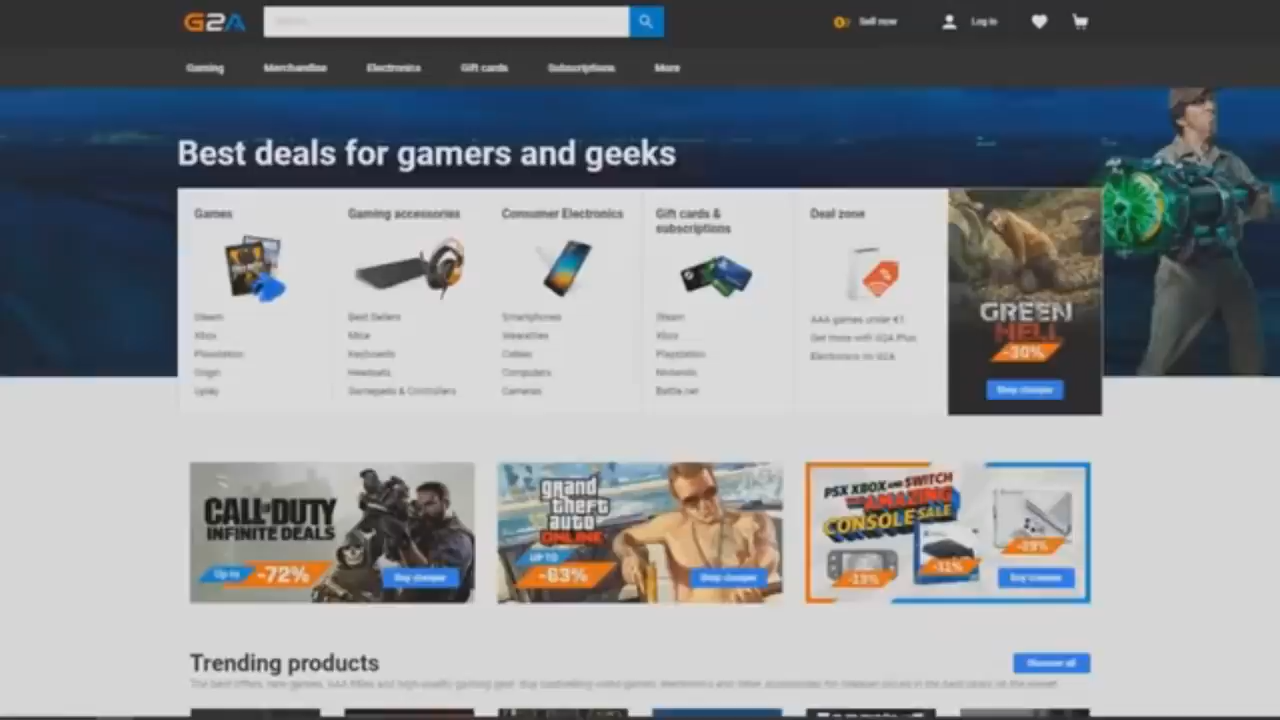 G2A
Sell now
Log in
Gaming
Merchandise
Electronics
Gift cards
Subscriptions
More
Best deals for gamers and geeks
Games
Steam
Xbox
Playstation
Origin
Uplay
Gaming accessories
Best Sellers
Mice
Keyboards
Headsets
Gamepads & Controllers
Consumer Electronics
Smartphones
Wearables
Cables
Computers
Cameras
Gift cards &
subscriptions
Steam
Xbox
Playstation
Nintendo
Battle.net
Deal zone
AAA games under €1
Get more with G2A Plus
Electronics on G2A
GREEN
HELL
-30%
Shop cheaper
CALL OF DUTY
INFINITE DEALS
Up to
-72%
Buy cheaper
grand
theft
auto
ONLINE
UP TO
-63%
Shop cheaper
PSX XBOX AND SWITCH
AMAZING
CONSOLE SALE
Buy cheaper
Trending products
Discover all